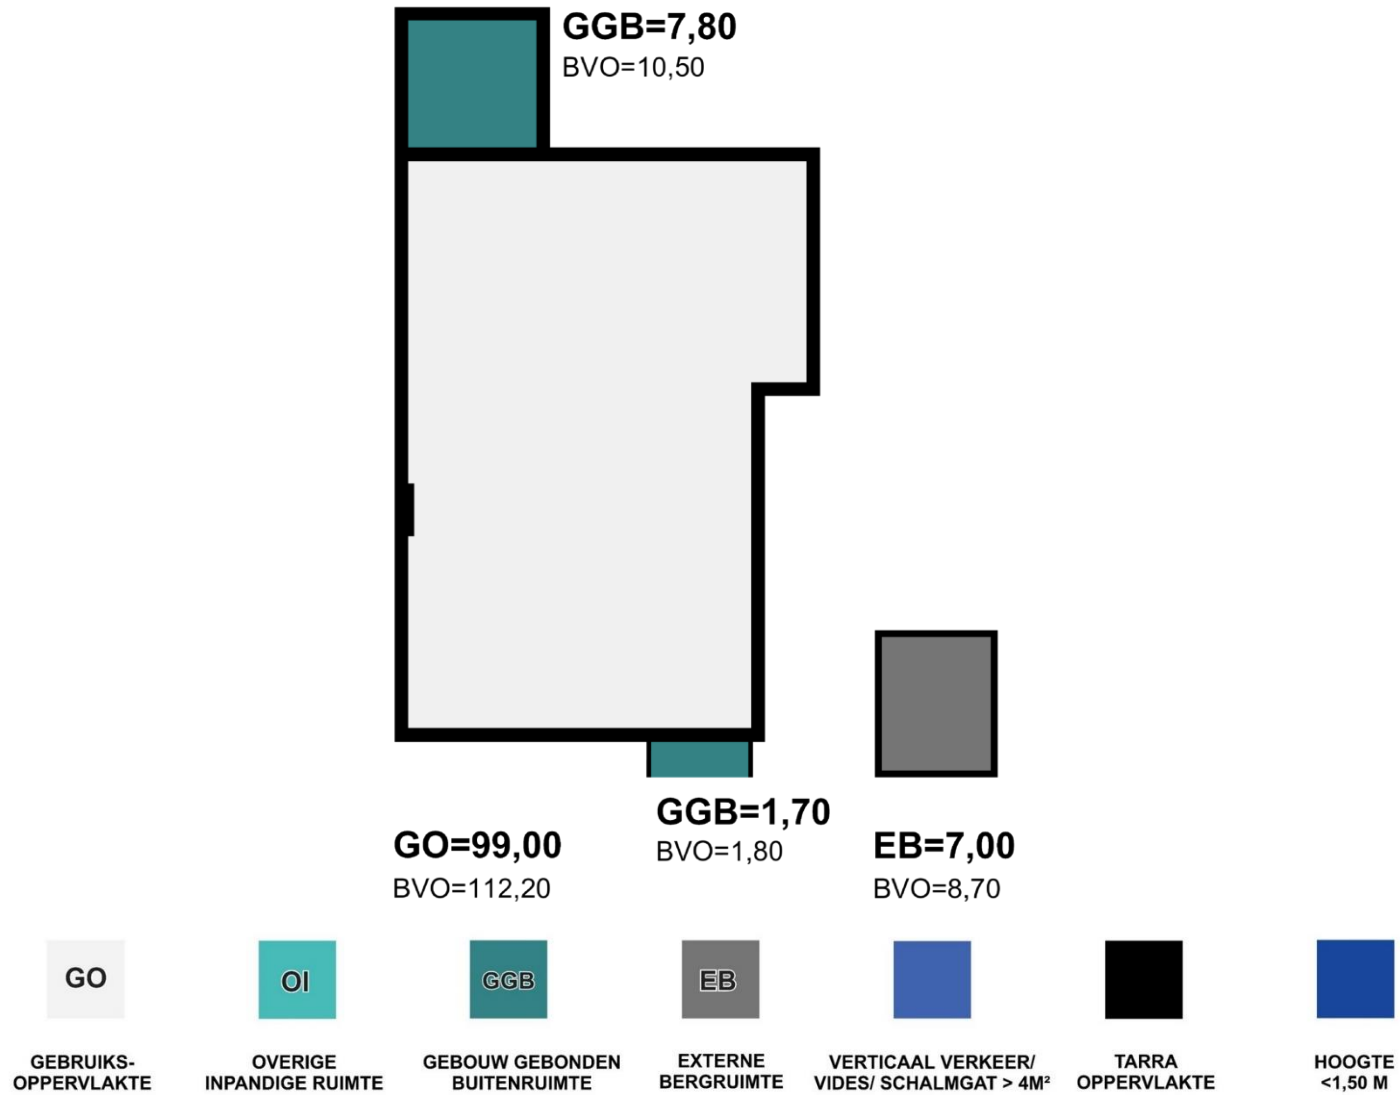 GGB=7,80
BVO=10,50
GGB=1,70
BVO=1,80
GO=99,00
BVO=112,20
EB=7,00
BVO=8,70
GO
OI
GGB
EB
GEBRUIKS-
OPPERVLAKTE
OVERIGE
INPANDIGE RUIMTE
GEBOUW GEBONDEN
BUITENRUIMTE
EXTERNE
BERGRUIMTE
VERTICAAL VERKEER/
VIDES/ SCHALMGAT > 4M²
TARRA
OPPERVLAKTE
HOOGTE
<1,50 M